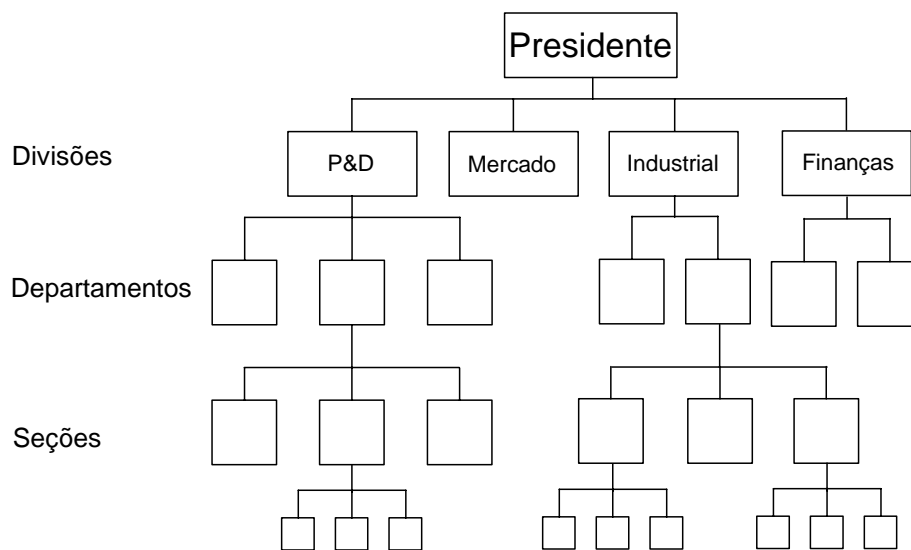 Presidente
Divisões
P&D
Mercado
Industrial
Finanças
Departamentos
Seções